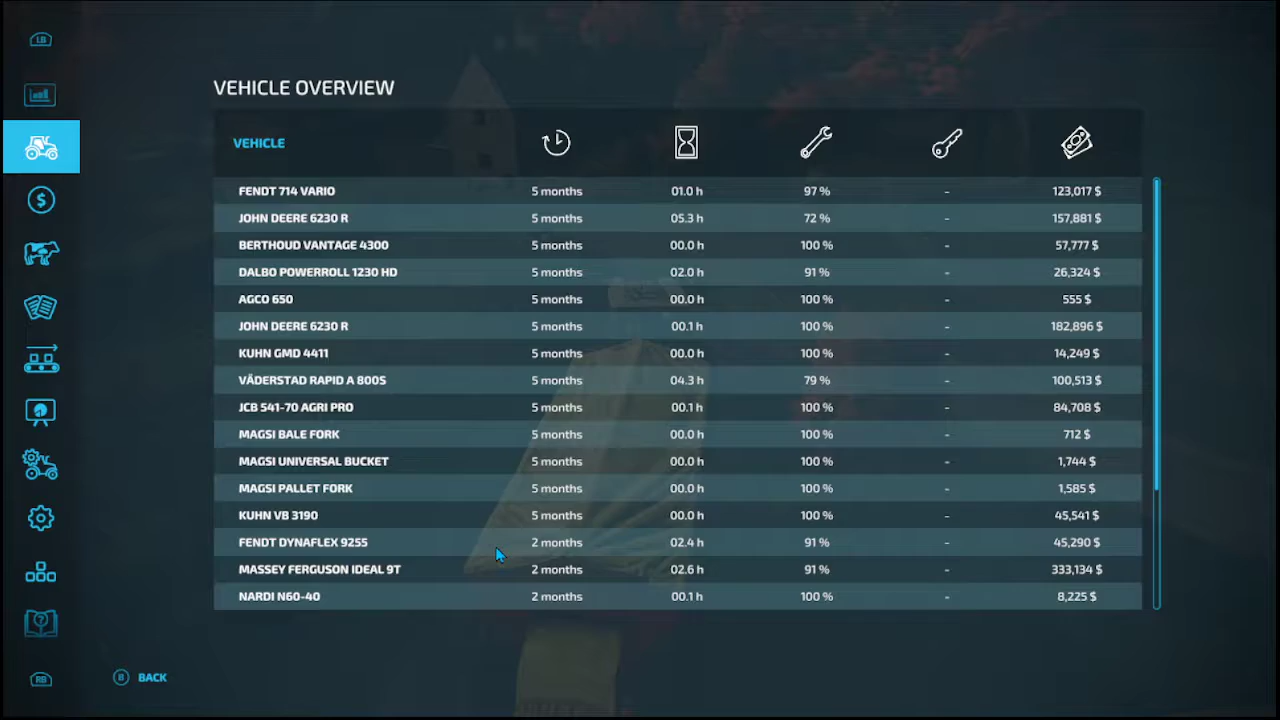 LB
VEHICLE OVERVIEW
VEHICLE
FENDT 714 VARIO 5 months 01.0 h 97 % - 123,017 $
JOHN DEERE 6230 R 5 months 05.3 h 72 % - 157,881 $
BERTHOUD VANTAGE 4300 5 months 00.0 h 100 % - 57,777 $
DALBO POWERROLL 1230 HD 5 months 02.0 h 91 % - 26,324 $
AGCO 650 5 months 00.0 h 100 % - 555 $
JOHN DEERE 6230 R 5 months 00.1 h 100 % - 182,896 $
KUHN GMD 4411 5 months 00.0 h 100 % - 14,249 $
VÄDERSTAD RAPID A 800S 5 months 04.3 h 79 % - 100,513 $
JCB 541-70 AGRI PRO 5 months 00.1 h 100 % - 84,708 $
MAGSI BALE FORK 5 months 00.0 h 100 % - 712 $
MAGSI UNIVERSAL BUCKET 5 months 00.0 h 100 % - 1,744 $
MAGSI PALLET FORK 5 months 00.0 h 100 % - 1,585 $
KUHN VB 3190 5 months 00.0 h 100 % - 45,541 $
FENDT DYNAFLEX 9255 2 months 02.4 h 91 % - 45,290 $
MASSEY FERGUSON IDEAL 9T 2 months 02.6 h 91 % - 333,134 $
NARDI N60-40 2 months 00.1 h 100 % - 8,225 $
RB
B BACK